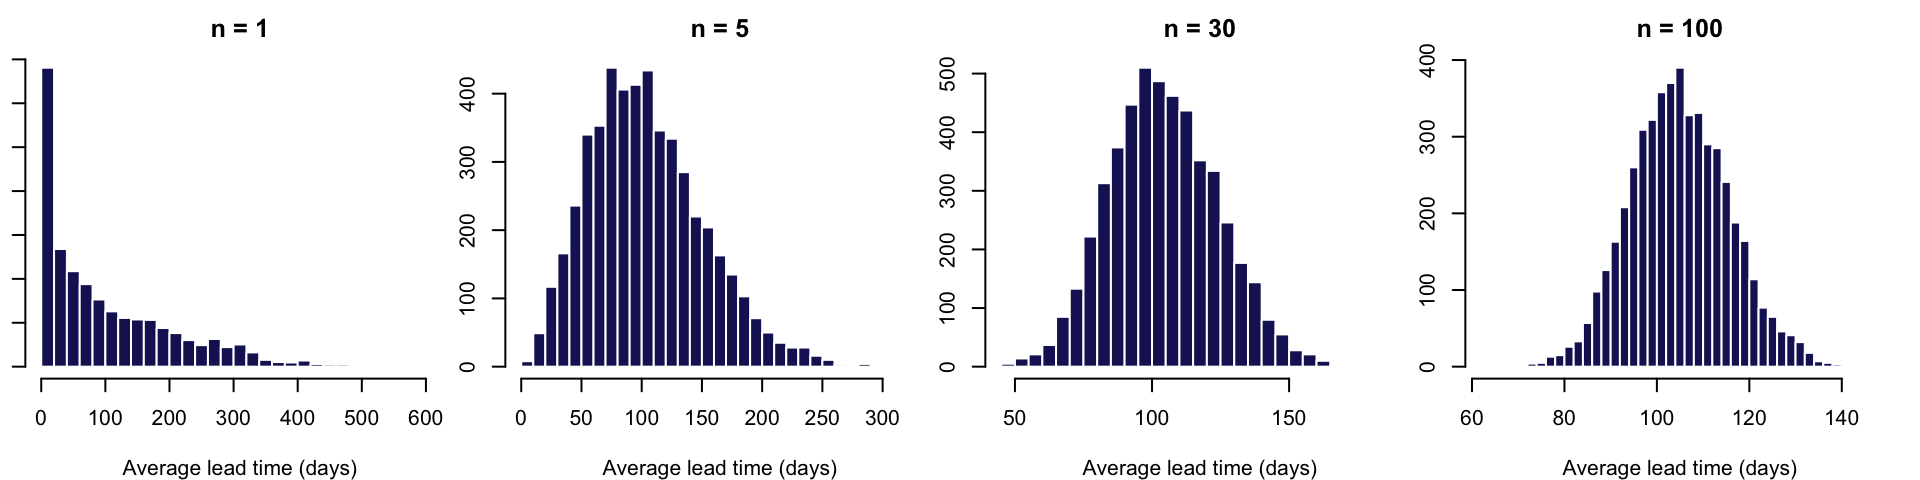 n = 1
0 100 200 300 400 500 600
Average lead time (days)
n = 5
0 100 200 300 400
0 50 100 150 200 250 300
Average lead time (days)
n = 30
0 100 200 300 400 500
50 100 150
Average lead time (days)
n = 100
0 100 200 300 400
60 80 100 120 140
Average lead time (days)